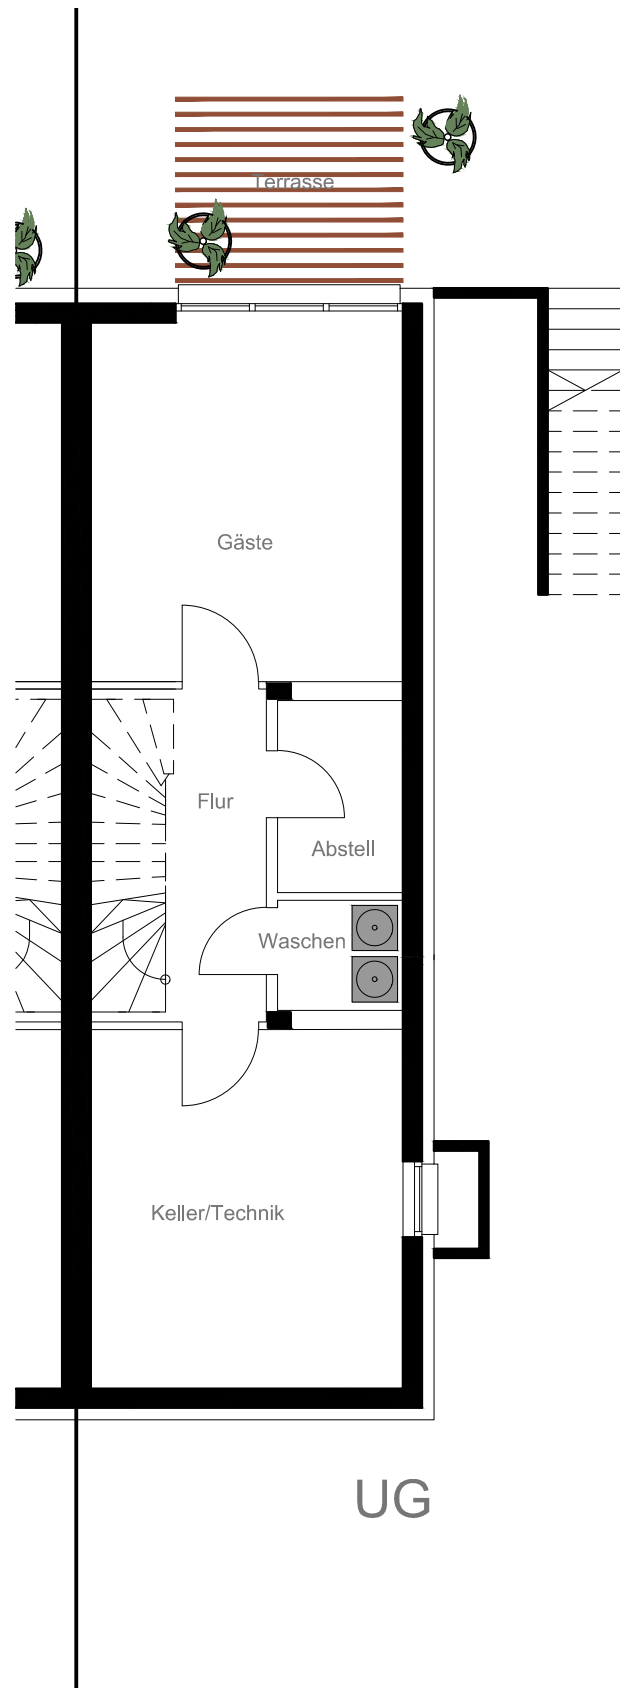 Terrasse
Gäste
Flur
Abstell
Waschen
Keller/Technik
UG